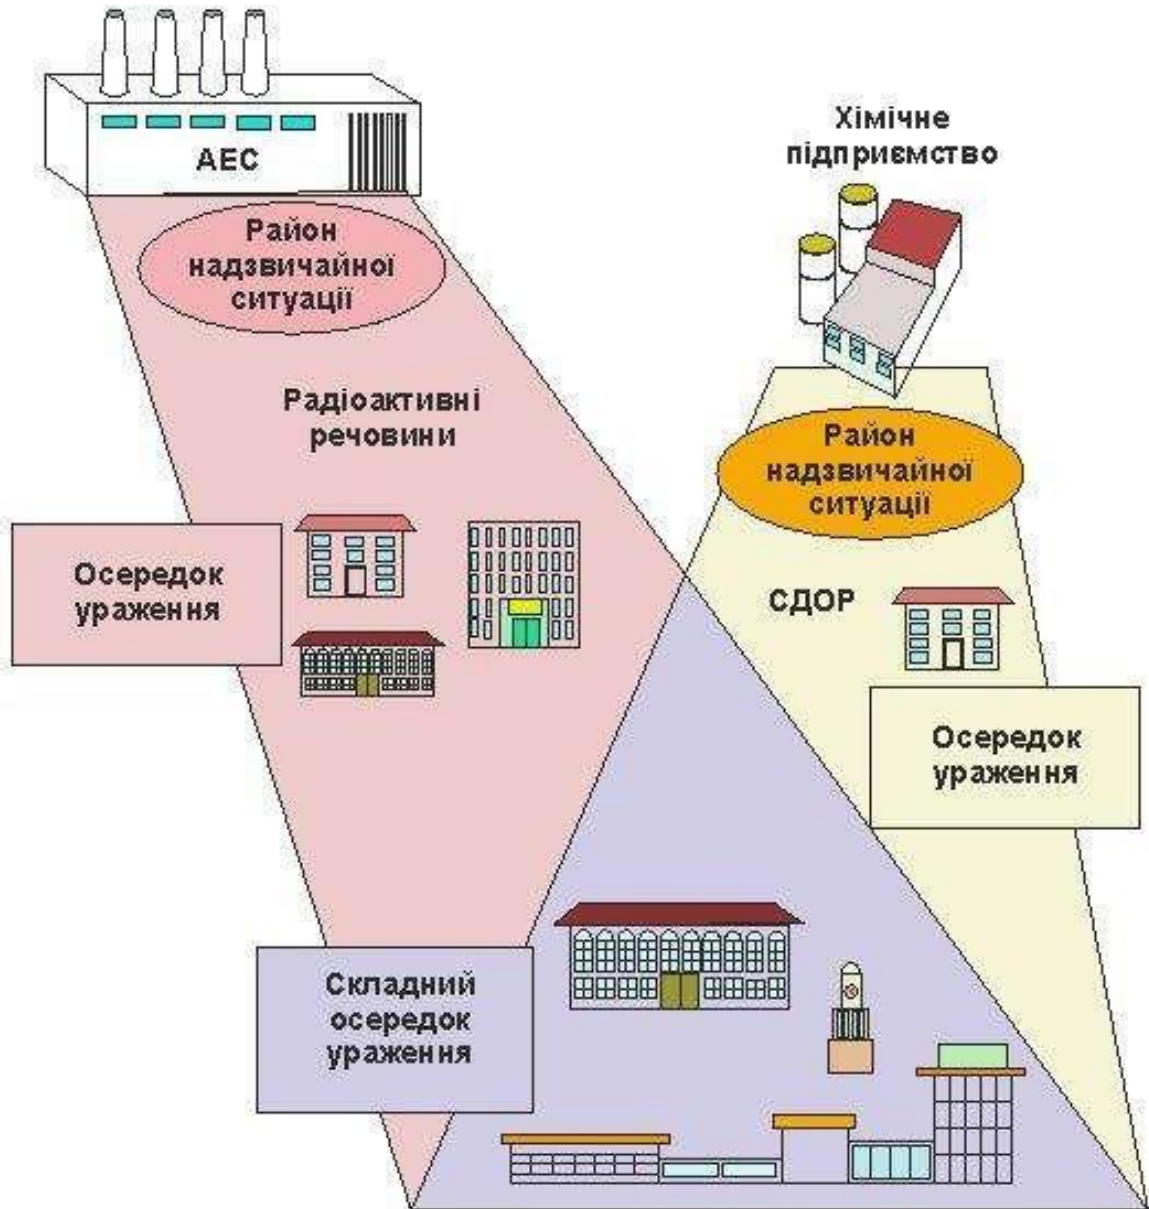 АЕС
Район
надзвичайної
ситуації
Хімічне
підприємство
Радіоактивні
речовини
Район
надзвичайної
ситуації
Осередок
ураження
СДОР
Осередок
ураження
Складний
осередок
ураження